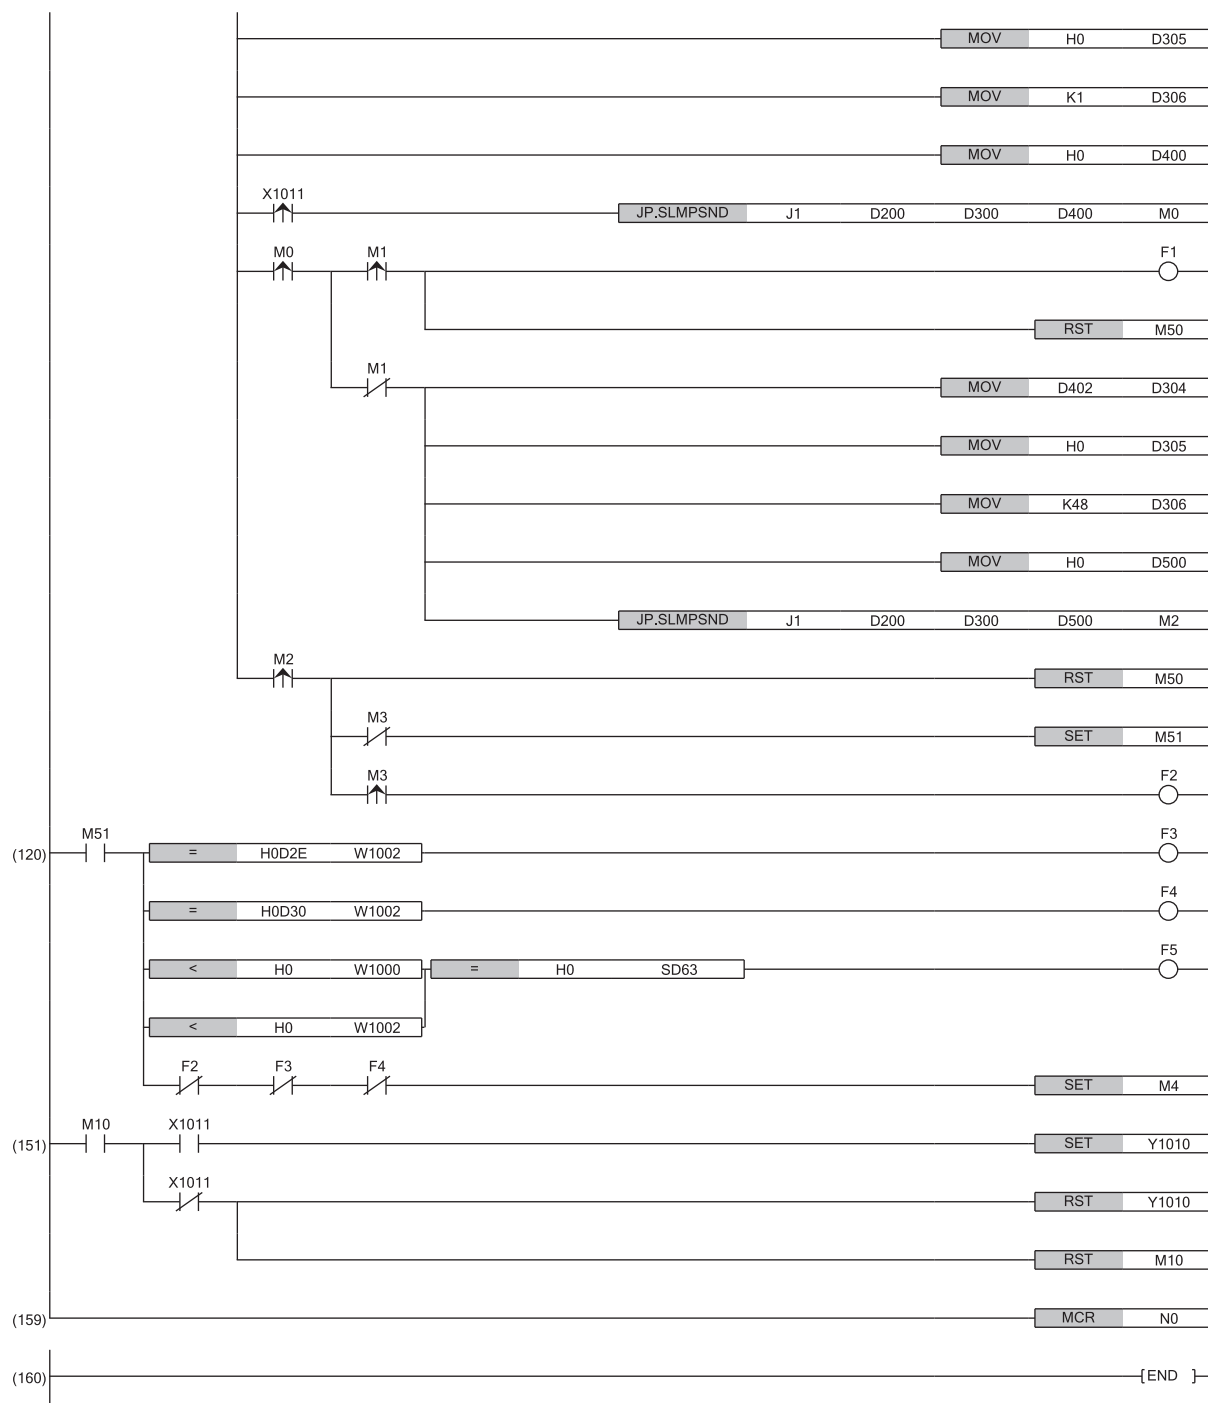 MOV H0 D305
MOV K1 D306
MOV H0 D400
X1011
JP.SLMPSND J1 D200 D300 D400 M0
M0 M1 F1
RST M50
M1
MOV D402 D304
MOV H0 D305
MOV K48 D306
MOV H0 D500
JP.SLMPSND J1 D200 D300 D500 M2
M2
RST M50
M3
SET M51
M3 F2
M51 F3
(120) = H0D2E W1002
F4
= H0D30 W1002
F5
< H0 W1000 = H0 SD63
< H0 W1002
F2 F3 F4
SET M4
M10 X1011
(151) SET Y1010
X1011
RST Y1010
RST M10
(159) MCR N0
(160) [END ]